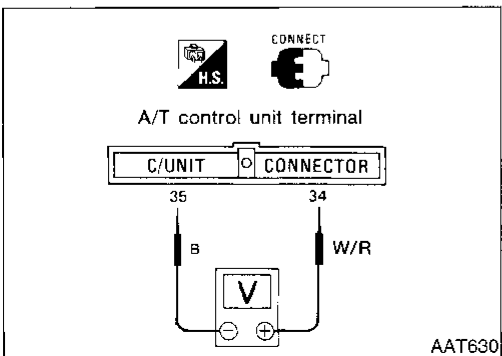 CONNECT
H.S.
A/T control unit terminal
C/UNIT CONNECTOR
35 34
B W/R
V
⊖ ⊕
AAT630